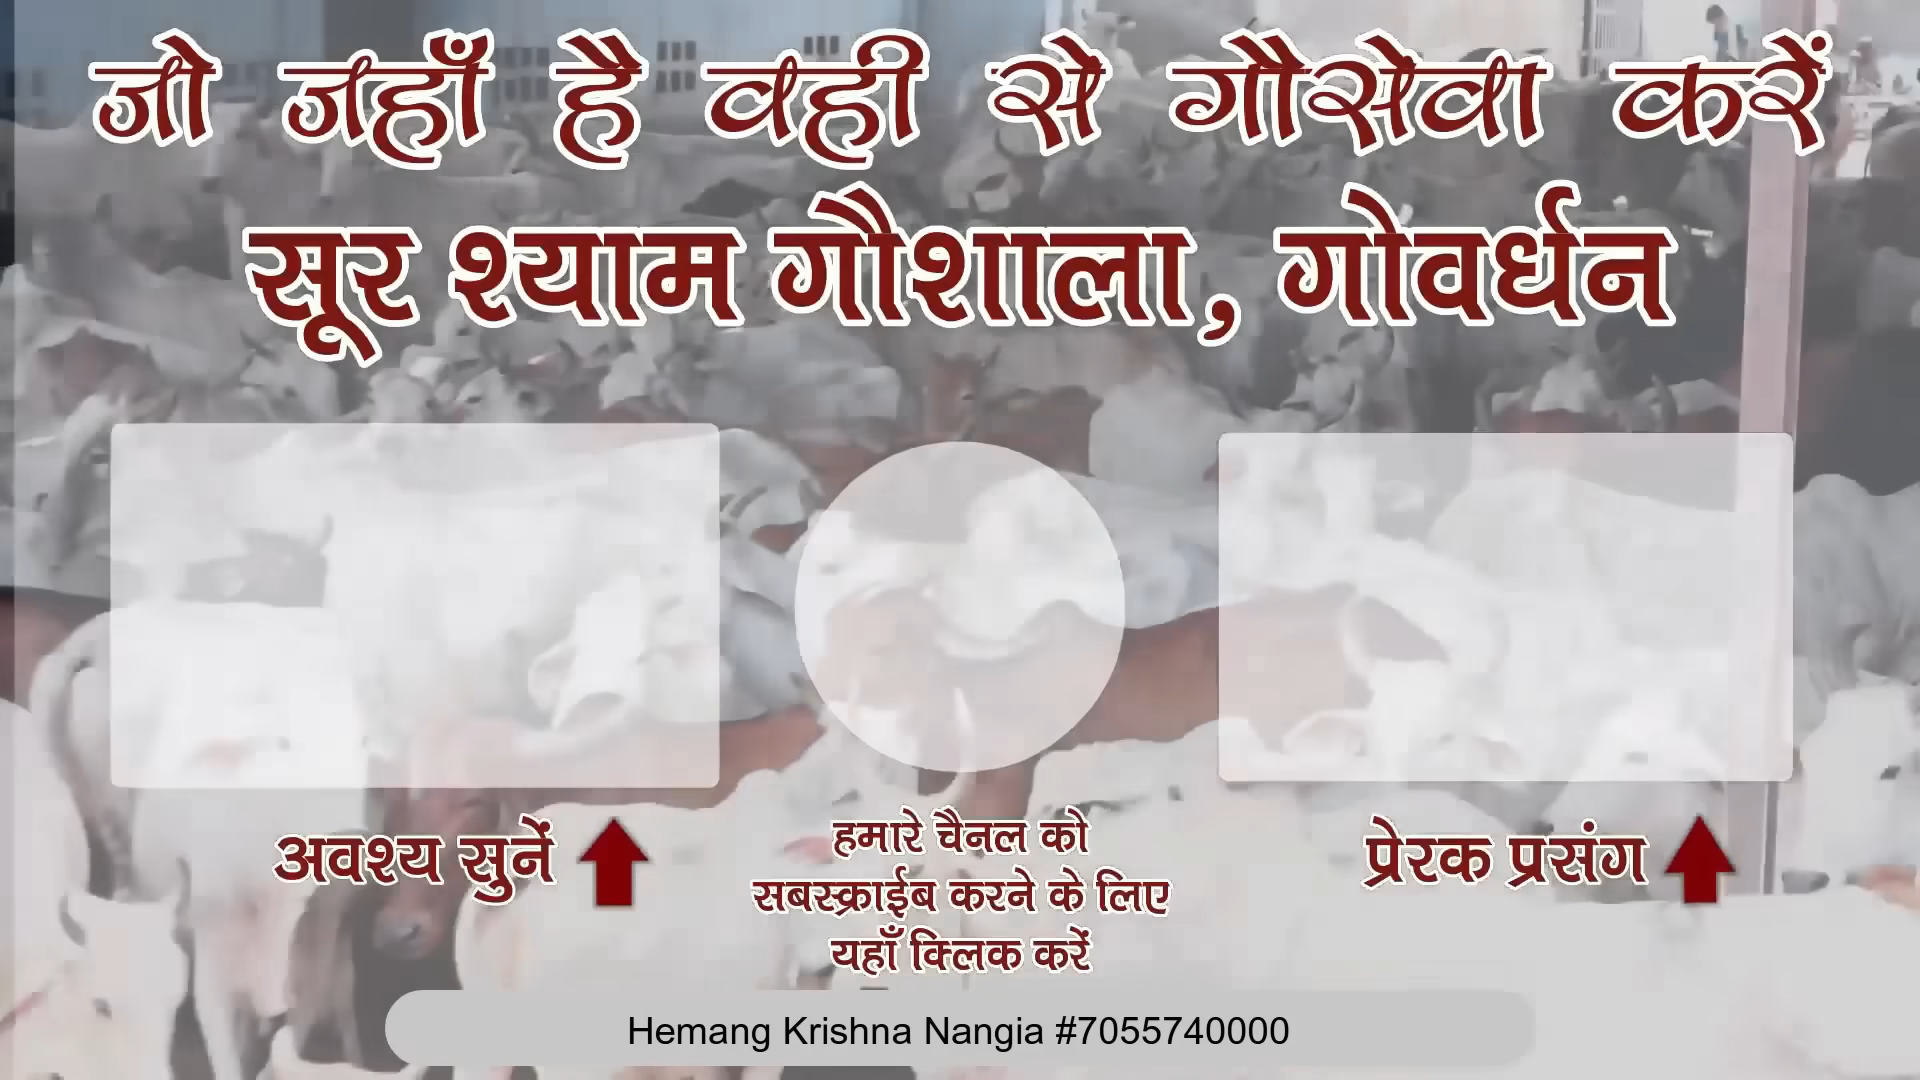 जो जहाँ है वही से गौसेवा करें
सूर श्याम गौशाला, गोवर्धन
अवश्य सुनें
हमारे चैनल को
सबस्क्राईब करने के लिए
यहाँ क्लिक करें
प्रेरक प्रसंग
Hemang Krishna Nangia #7055740000